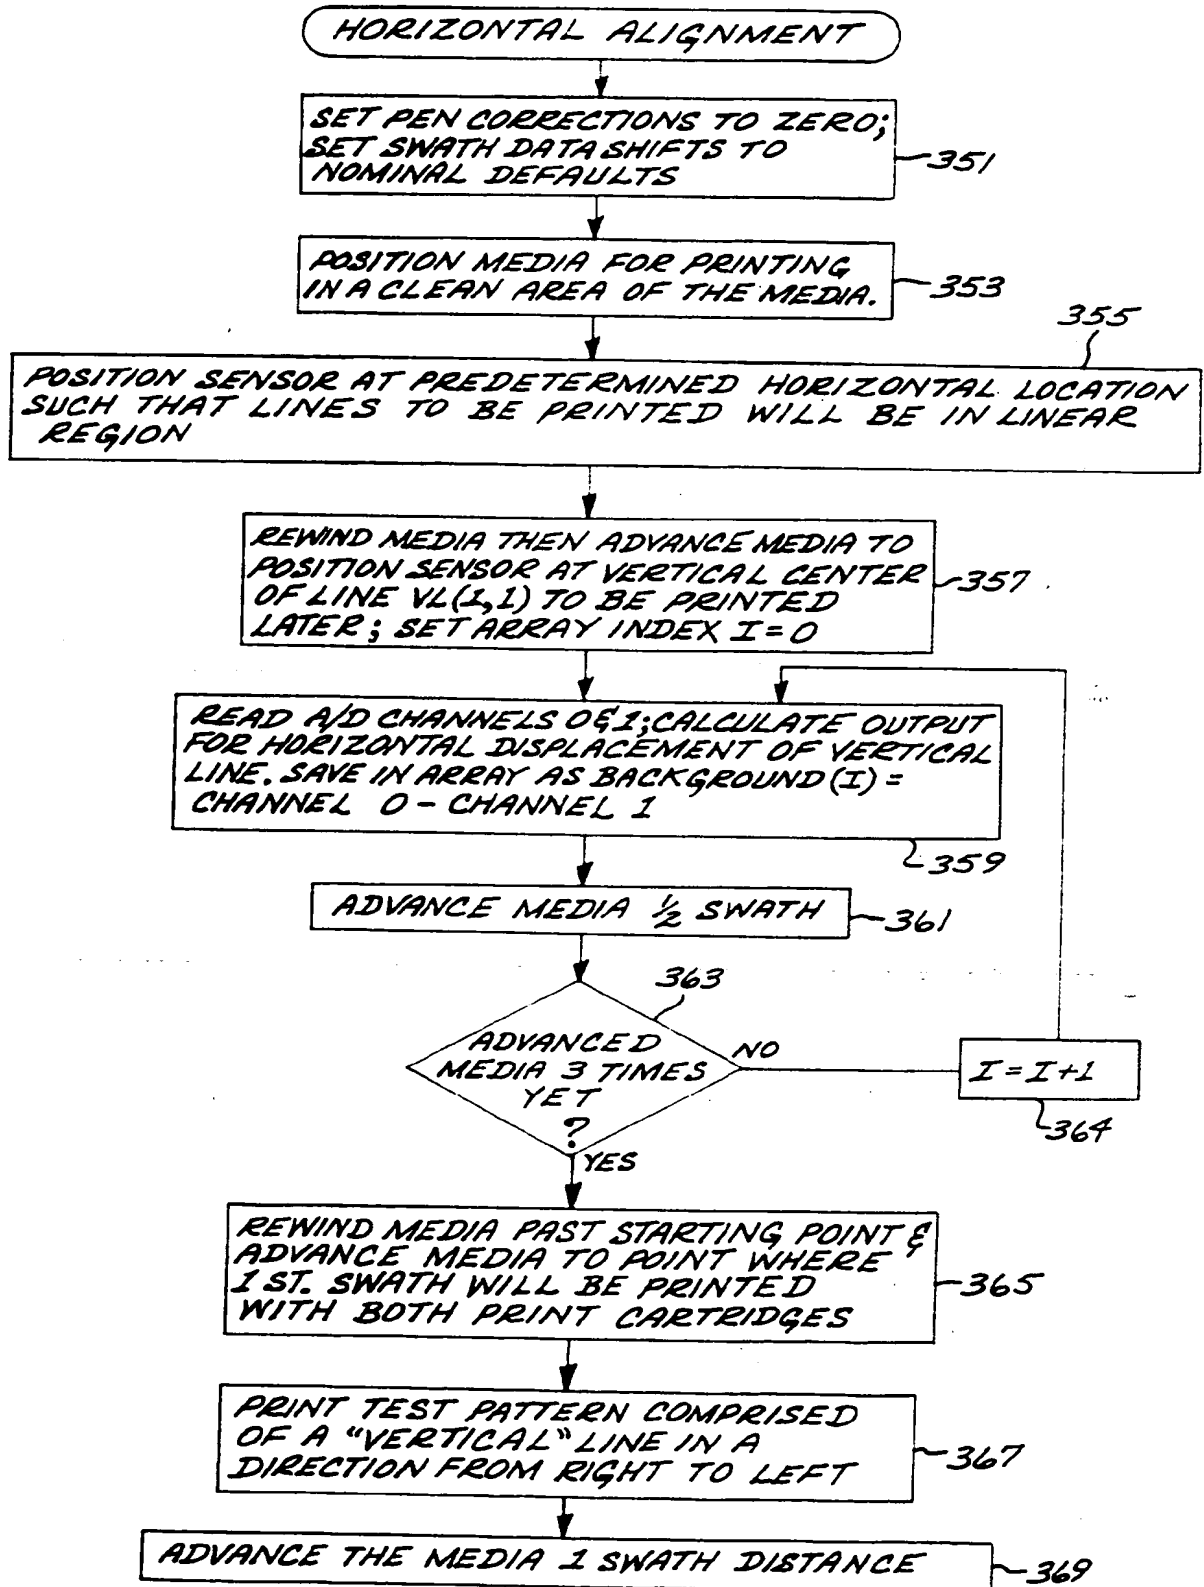 HORIZONTAL ALIGNMENT
SET PEN CORRECTIONS TO ZERO;
SET SWATH DATA SHIFTS TO
NOMINAL DEFAULTS
351
POSITION MEDIA FOR PRINTING
IN A CLEAN AREA OF THE MEDIA.
353
355
POSITION SENSOR AT PREDETERMINED HORIZONTAL LOCATION
SUCH THAT LINES TO BE PRINTED WILL BE IN LINEAR
REGION
REWIND MEDIA THEN ADVANCE MEDIA TO
POSITION SENSOR AT VERTICAL CENTER
OF LINE VL(1,1) TO BE PRINTED
LATER; SET ARRAY INDEX I=0
357
READ A/D CHANNELS 0&1; CALCULATE OUTPUT
FOR HORIZONTAL DISPLACEMENT OF VERTICAL
LINE. SAVE IN ARRAY AS BACKGROUND (I) =
CHANNEL 0 - CHANNEL 1
359
ADVANCE MEDIA 1/2 SWATH
361
363
ADVANCED
MEDIA 3 TIMES
YET
?
NO
I = I+1
364
YES
REWIND MEDIA PAST STARTING POINT &
ADVANCE MEDIA TO POINT WHERE
1 ST. SWATH WILL BE PRINTED
WITH BOTH PRINT CARTRIDGES
365
PRINT TEST PATTERN COMPRISED
OF A "VERTICAL" LINE IN A
DIRECTION FROM RIGHT TO LEFT
367
ADVANCE THE MEDIA 1 SWATH DISTANCE
369